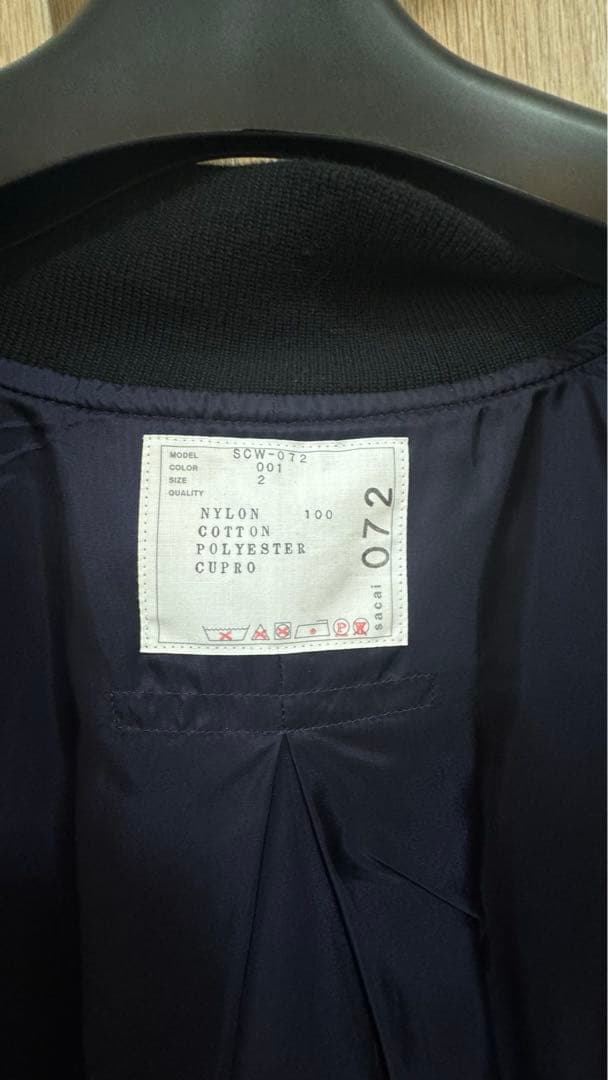 MODEL SCW-072
COLOR 001
SIZE 2
QUALITY
NYLON 100
COTTON
POLYESTER
CUPRO
sacai 072
P